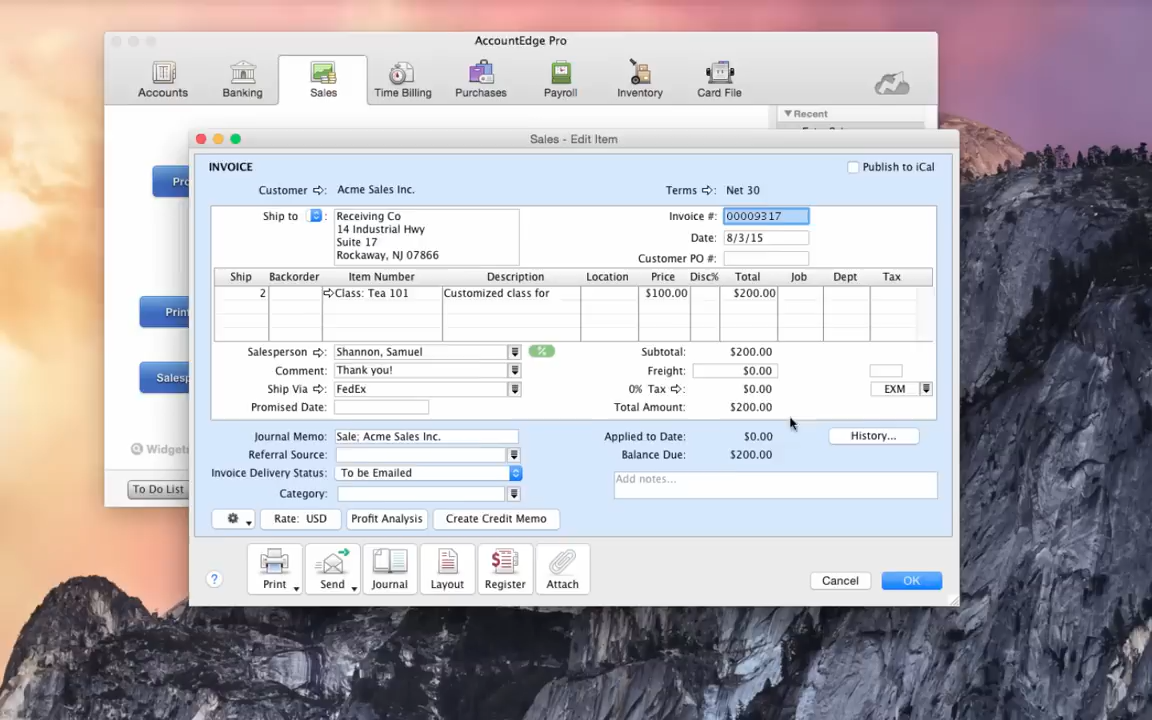 AccountEdge Pro
Accounts Banking Sales Time Billing Purchases Payroll Inventory Card File
Recent
Sales - Edit Item
INVOICE
Publish to iCal
Customer : Acme Sales Inc. Terms : Net 30
Ship to : Receiving Co Invoice #: 00009317
14 Industrial Hwy
Suite 17 Date: 8/3/15
Rockaway, NJ 07866 Customer PO #:
Ship Backorder Item Number Description Location Price Disc% Total Job Dept Tax
2 Class: Tea 101 Customized class for $100.00 $200.00
Salesperson : Shannon, Samuel % Subtotal: $200.00
Comment: Thank you! Freight: $0.00
Ship Via : FedEx 0% Tax : $0.00 EXM
Promised Date: Total Amount: $200.00
Journal Memo: Sale; Acme Sales Inc. Applied to Date: $0.00 History...
Referral Source: Balance Due: $200.00
Invoice Delivery Status: To be Emailed Add notes...
Category:
Rate: USD Profit Analysis Create Credit Memo
Print Send Journal Layout Register Attach
? Cancel OK
Print
Widgets
To Do List